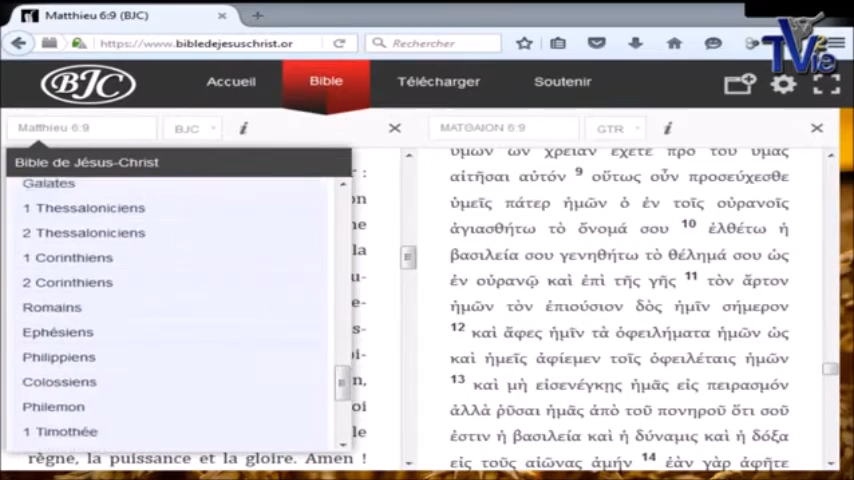 Matthieu 6:9 (BJC)
TV2Vie
https://www.bibledejesuschrist.or
Rechercher
BJC
Accueil
Bible
Télécharger
Soutenir
Matthieu 6:9
BJC
i
ΜΑΤΘΑΙΟΝ 6:9
GTR
i
Bible de Jésus-Christ
Galates
1 Thessaloniciens
2 Thessaloniciens
1 Corinthiens
2 Corinthiens
Romains
Ephésiens
Philippiens
Colossiens
Philemon
1 Timothée
règne, la puissance et la gloire. Amen !
ὑμῶν ὧν χρείαν ἔχετε πρὸ τοῦ ὑμᾶς
αἰτῆσαι αὐτόν 9 οὕτως οὖν προσεύχεσθε
ὑμεῖς πάτερ ἡμῶν ὁ ἐν τοῖς οὐρανοῖς
ἁγιασθήτω τὸ ὄνομά σου 10 ἐλθέτω ἡ
βασιλεία σου γενηθήτω τὸ θέλημά σου ὡς
ἐν οὐρανῷ καὶ ἐπὶ τῆς γῆς 11 τὸν ἄρτον
ἡμῶν τὸν ἐπιούσιον δὸς ἡμῖν σήμερον
12 καὶ ἄφες ἡμῖν τὰ ὀφειλήματα ἡμῶν ὡς
καὶ ἡμεῖς ἀφίεμεν τοῖς ὀφειλέταις ἡμῶν
13 καὶ μὴ εἰσενέγκῃς ἡμᾶς εἰς πειρασμόν
ἀλλὰ ῥῦσαι ἡμᾶς ἀπὸ τοῦ πονηροῦ ὅτι σοῦ
ἐστιν ἡ βασιλεία καὶ ἡ δύναμις καὶ ἡ δόξα
εἰς τοὺς αἰῶνας ἀμήν 14 ἐὰν γὰρ ἀφῆτε